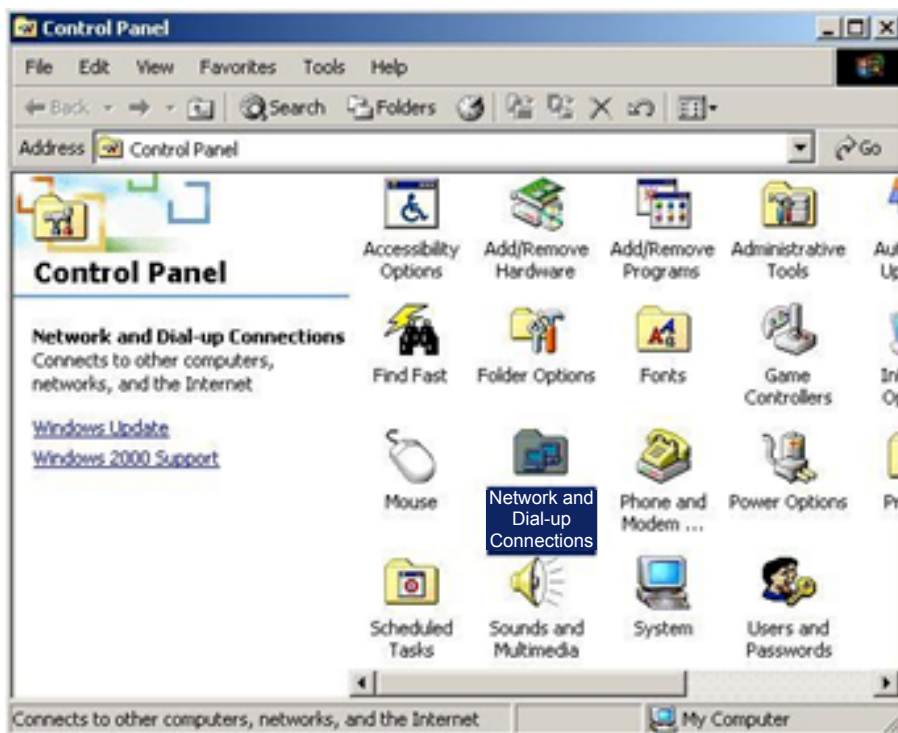 Control Panel
File Edit View Favorites Tools Help
Back Search Folders
Address Control Panel Go
Control Panel
Network and Dial-up Connections
Connects to other computers,
networks, and the Internet
Windows Update
Windows 2000 Support
Accessibility
Options
Add/Remove
Hardware
Add/Remove
Programs
Administrative
Tools
Find Fast
Folder Options
Fonts
Game
Controllers
Mouse
Network and
Dial-up
Connections
Phone and
Modem ...
Power Options
Scheduled
Tasks
Sounds and
Multimedia
System
Users and
Passwords
Connects to other computers, networks, and the Internet My Computer